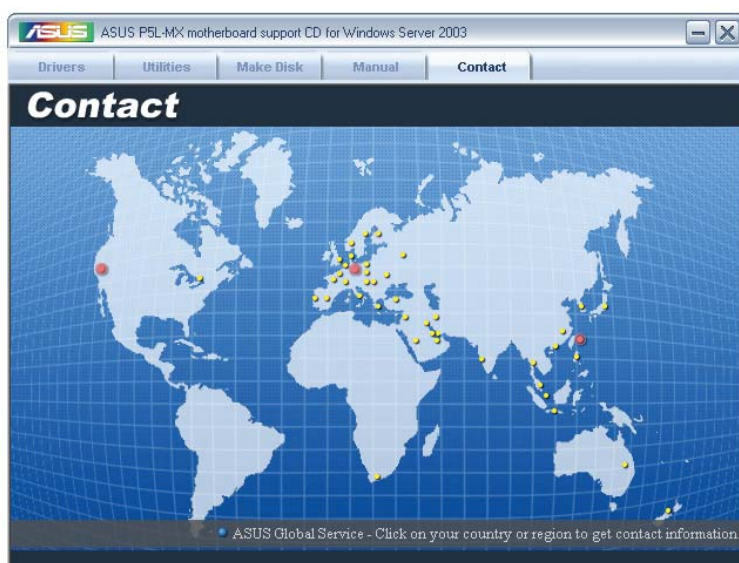 ASUS ASUS P5L-MX motherboard support CD for Windows Server 2003
Drivers Utilities Make Disk Manual Contact
Contact
ASUS Global Service - Click on your country or region to get contact information.